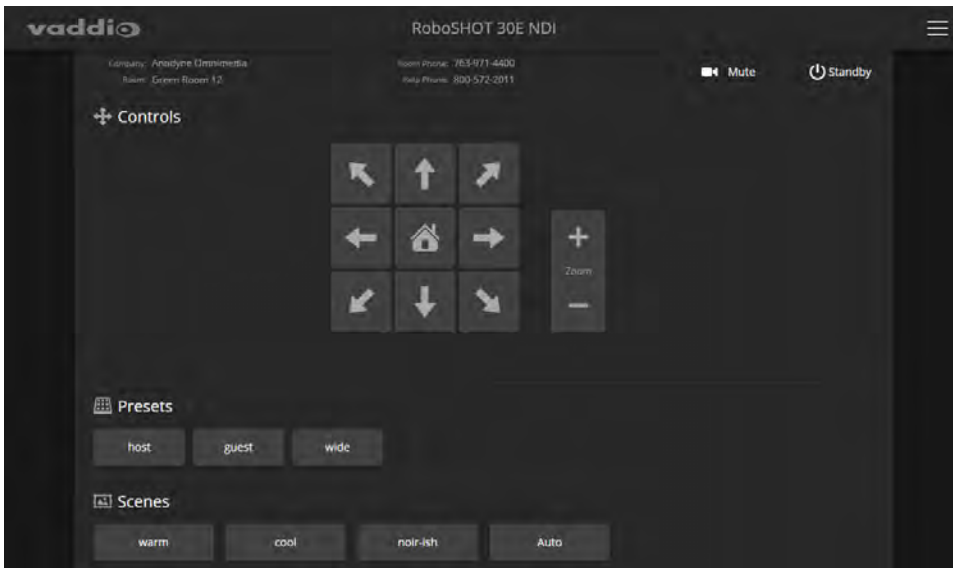 vaddio
RoboSHOT 30E NDI
Company: Anodyne Omnimedia
Room: Green Room 12
Room Phone: 763-971-4400
Help Phone: 800-572-2011
Mute
Standby
Controls
Zoom
Presets
host guest wide
Scenes
warm cool noir-ish Auto